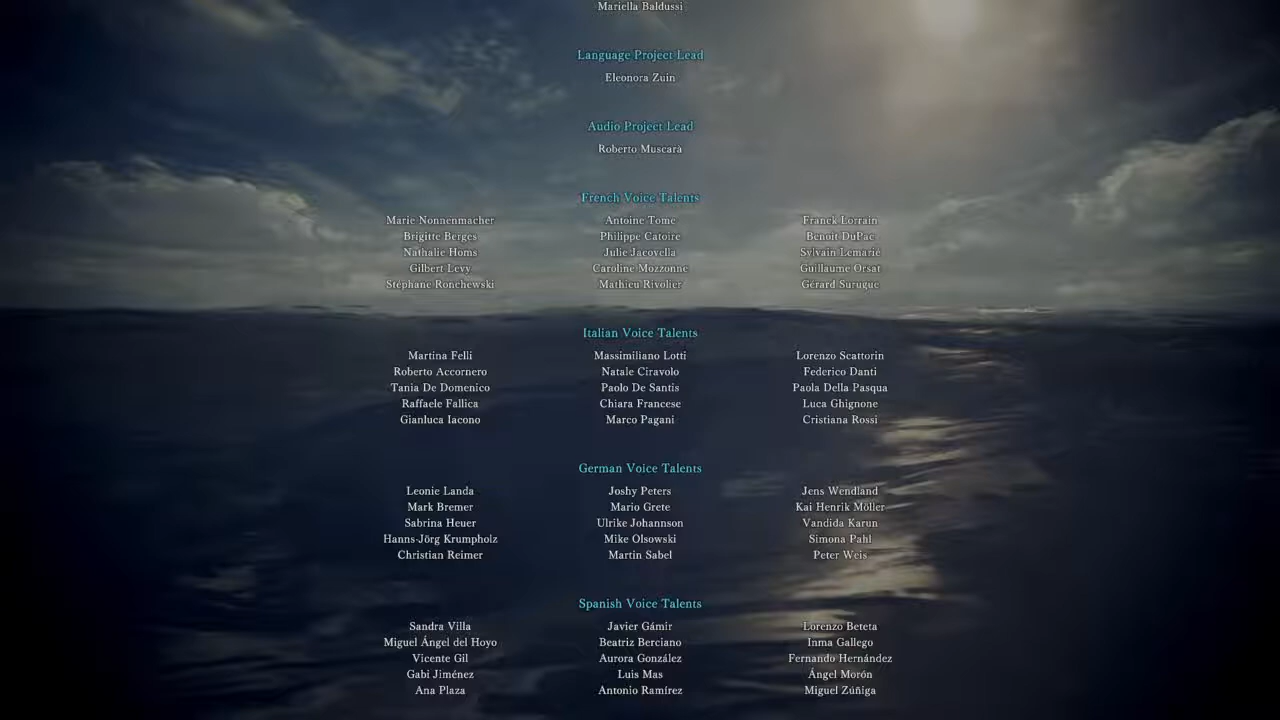 Mariella Baldussi
Language Project Lead
Eleonora Zuin
Audio Project Lead
Roberto Muscarà
French Voice Talents
Marie Nonnenmacher Antoine Tome Franck Lorrain
Brigitte Berges Philippe Catoire Benoit DuPac
Nathalie Homs Julie Jacovella Sylvain Lemarié
Gilbert Levy Caroline Mozzonne Guillaume Orsat
Stéphane Ronchewski Mathieu Rivolier Gérard Surugue
Italian Voice Talents
Martina Felli Massimiliano Lotti Lorenzo Scattorin
Roberto Accornero Natale Ciravolo Federico Danti
Tania De Domenico Paolo De Santis Paola Della Pasqua
Raffaele Fallica Chiara Francese Luca Ghignone
Gianluca Iacono Marco Pagani Cristiana Rossi
German Voice Talents
Leonie Landa Joshy Peters Jens Wendland
Mark Bremer Mario Grete Kai Henrik Möller
Sabrina Heuer Ulrike Johannson Vandida Karun
Hanns-Jörg Krumpholz Mike Olsowski Simona Pahl
Christian Reimer Martin Sabel Peter Weis
Spanish Voice Talents
Sandra Villa Javier Gámir Lorenzo Beteta
Miguel Ángel del Hoyo Beatriz Berciano Inma Gallego
Vicente Gil Aurora González Fernando Hernández
Gabi Jiménez Luis Mas Ángel Morón
Ana Plaza Antonio Ramírez Miguel Zúñiga